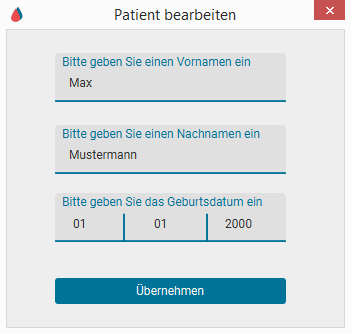 Patient bearbeiten
Bitte geben Sie einen Vornamen ein
Max
Bitte geben Sie einen Nachnamen ein
Mustermann
Bitte geben Sie das Geburtsdatum ein
01 01 2000
Übernehmen